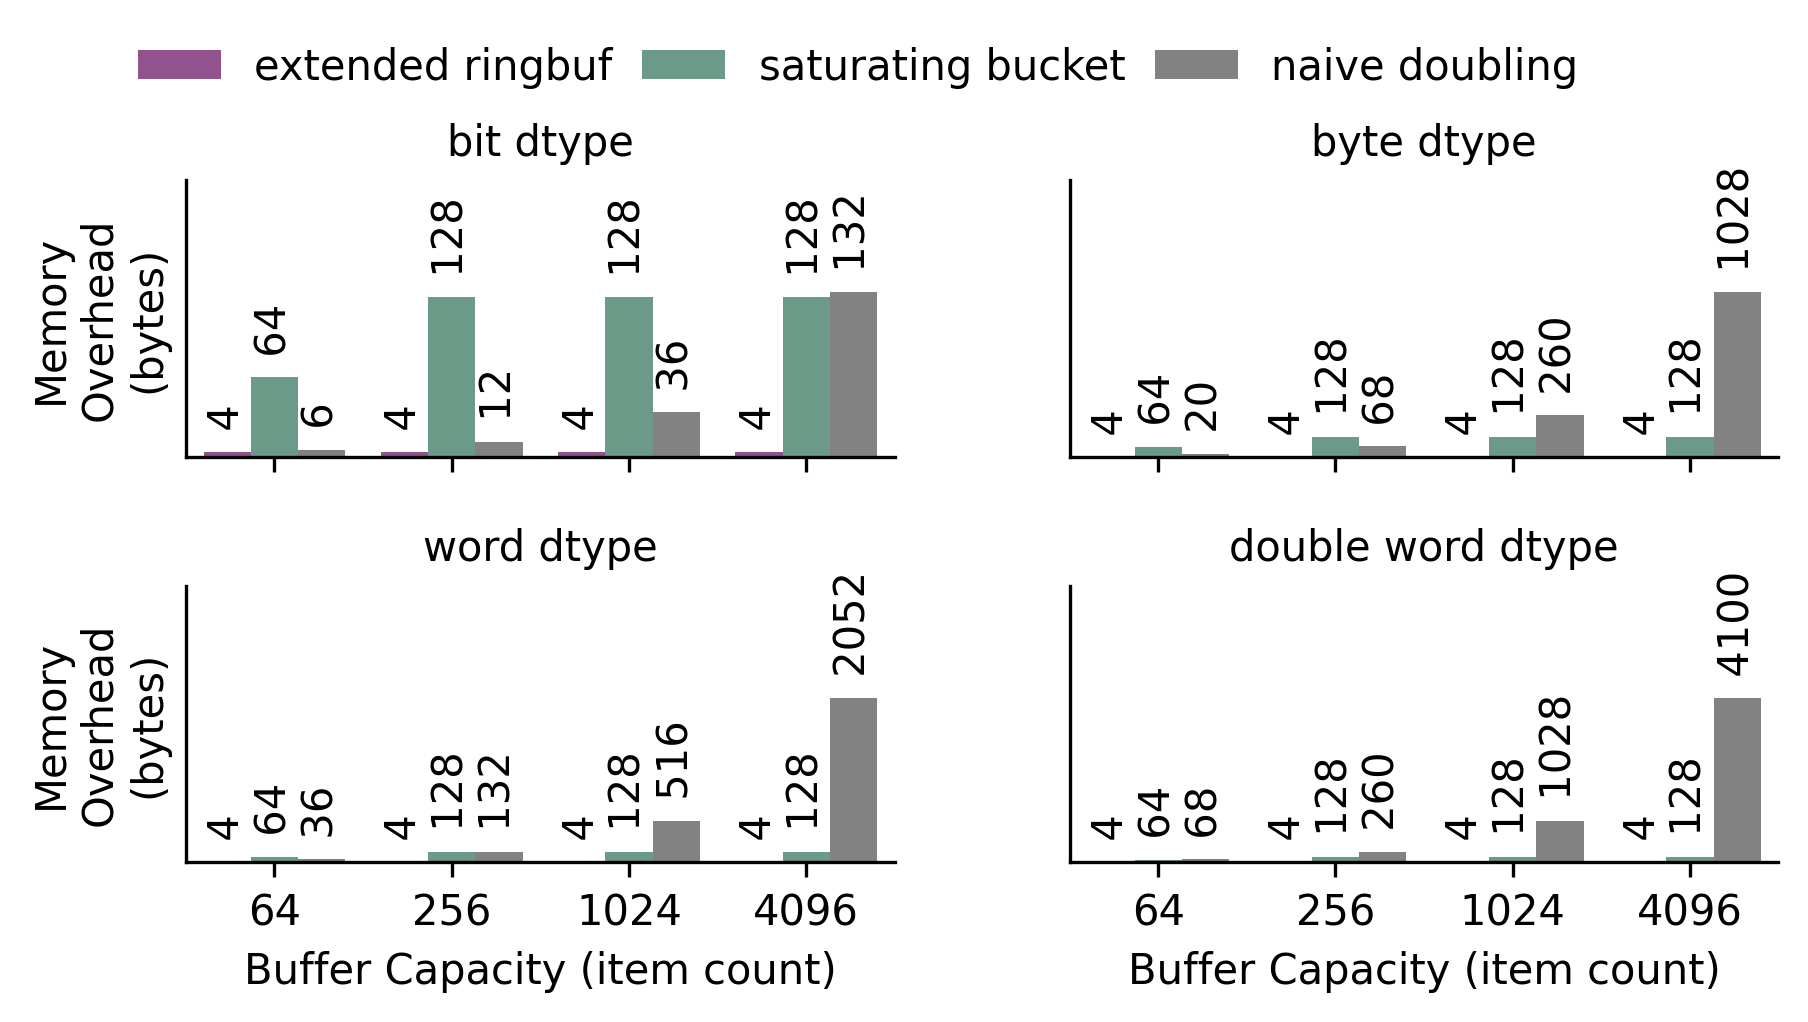 extended ringbuf saturating bucket naive doubling
bit dtype
byte dtype
Memory
Overhead
(bytes)
4 64 6 4 128 12 4 128 36 4 128 132
4 64 20 4 128 68 4 128 260 4 128 1028
word dtype
double word dtype
Memory
Overhead
(bytes)
4 64 36 4 128 132 4 128 516 4 128 2052
4 64 68 4 128 260 4 128 1028 4 128 4100
64 256 1024 4096
64 256 1024 4096
Buffer Capacity (item count)
Buffer Capacity (item count)